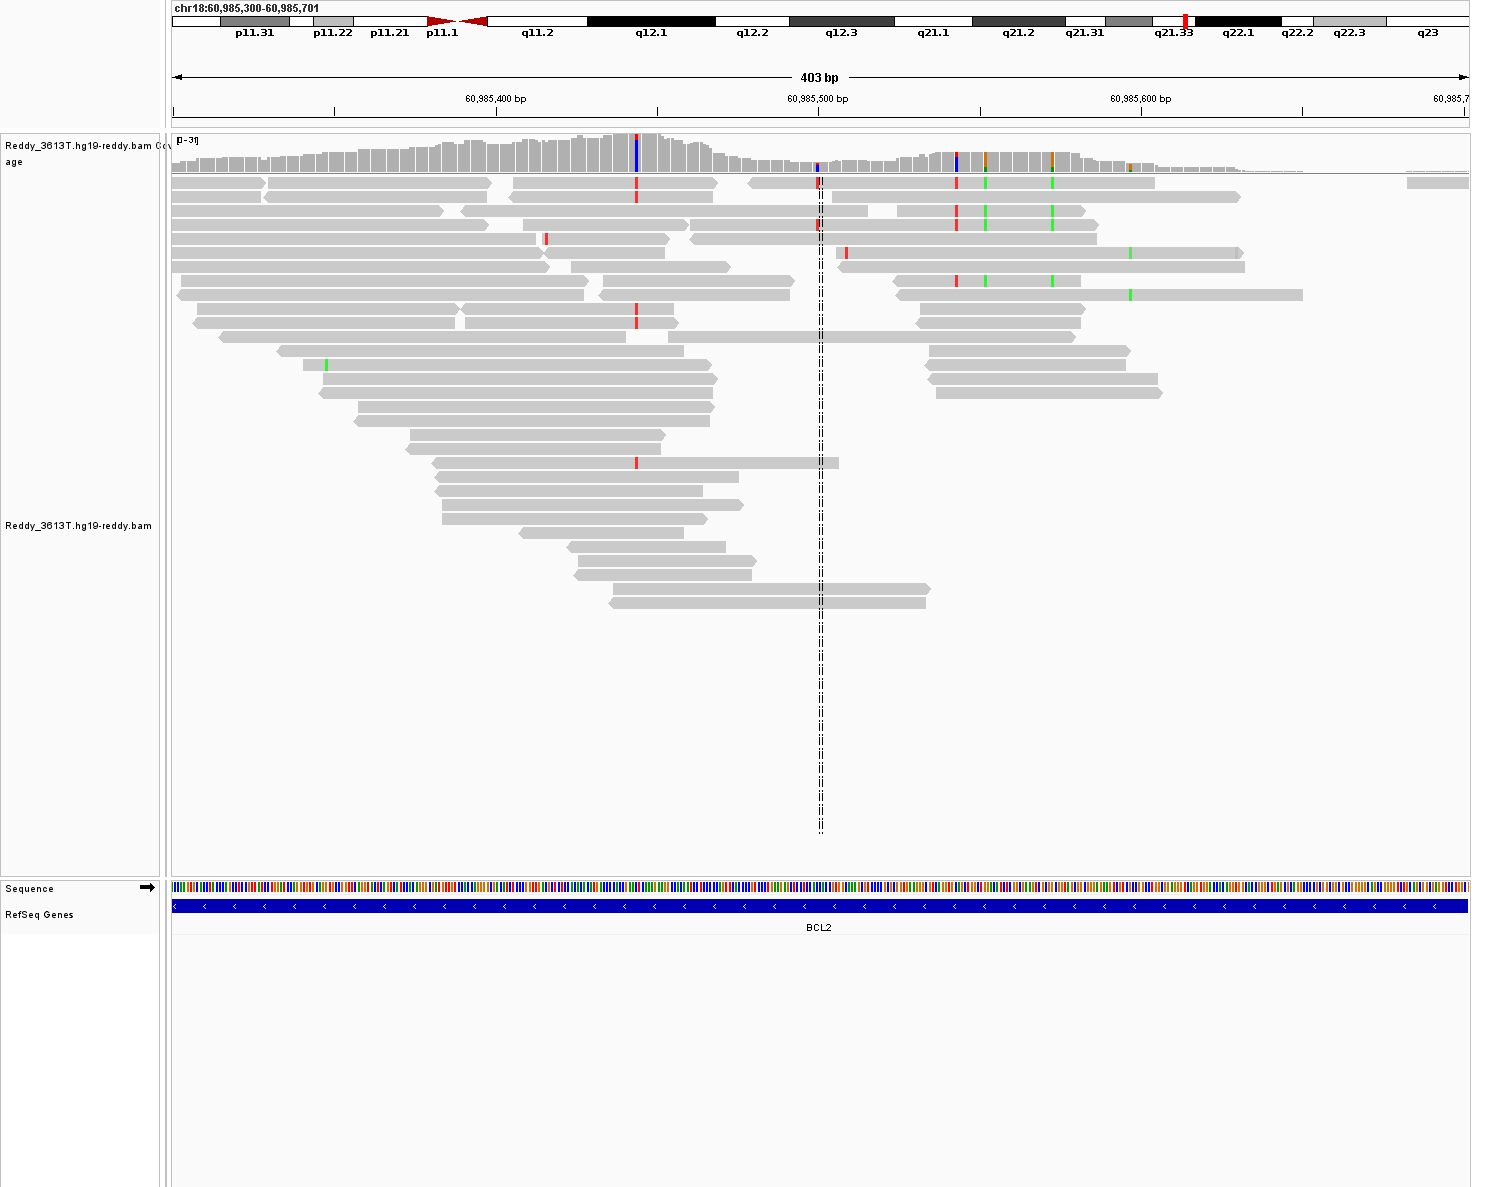 chr18:60,985,300-60,985,701
p11.31 p11.22 p11.21 p11.1 q11.2 q12.1 q12.2 q12.3 q21.1 q21.2 q21.31 q21.33 q22.1 q22.2 q22.3 q23
403 bp
60,985,400 bp 60,985,500 bp 60,985,600 bp 60,985,7
Reddy_3613T.hg19-reddy.bam Cov
age
[0-31]
Reddy_3613T.hg19-reddy.bam
Sequence
RefSeq Genes
BCL2